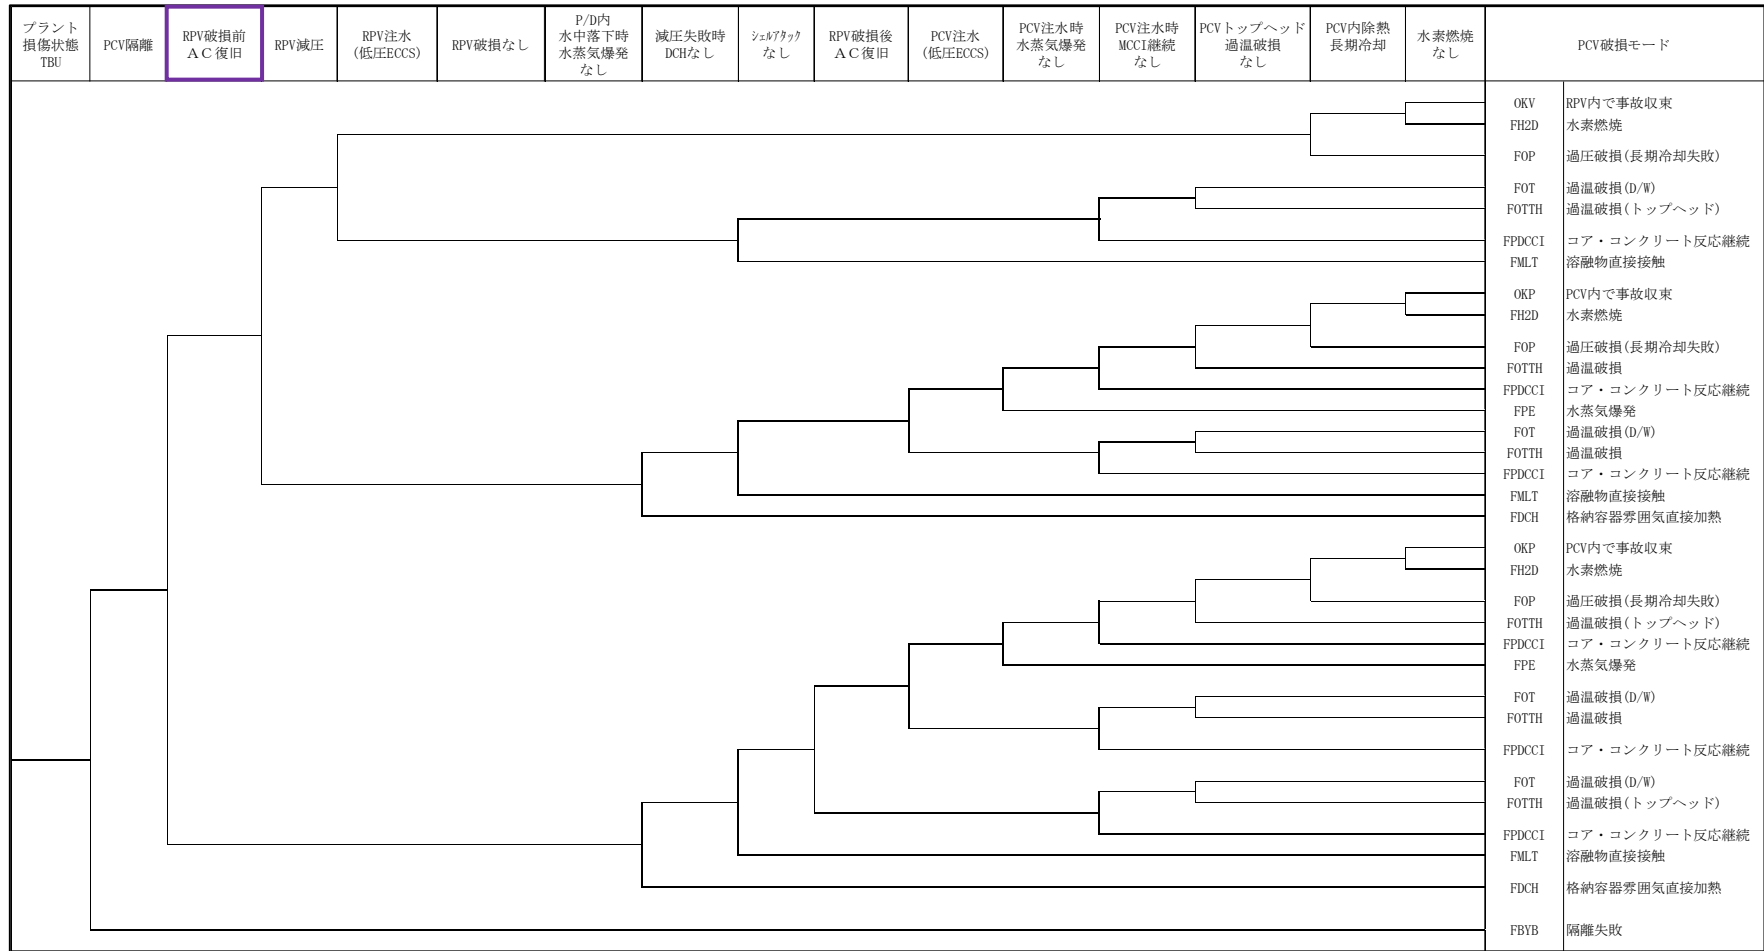 プラント
損傷状態
TBU
PCV隔離
RPV破損前
AC復旧
RPV減圧
RPV注水
(低圧ECCS)
RPV破損なし
P/D内
水中落下時
水蒸気爆発
なし
減圧失敗時
DCHなし
シェルアタック
なし
RPV破損後
AC復旧
PCV注水
(低圧ECCS)
PCV注水時
水蒸気爆発
なし
PCV注水時
MCCI継続
なし
PCVトップヘッド
過温破損
なし
PCV内除熱
長期冷却
水素燃焼
なし
PCV破損モード
OKV RPV内で事故収束
FH2D 水素燃焼
FOP 過圧破損(長期冷却失敗)
FOT 過温破損(D/W)
FOTTH 過温破損(トップヘッド)
FPDCCI コア・コンクリート反応継続
FMLT 溶融物直接接触
OKP PCV内で事故収束
FH2D 水素燃焼
FOP 過圧破損(長期冷却失敗)
FOTTH 過温破損
FPDCCI コア・コンクリート反応継続
FPE 水蒸気爆発
FOT 過温破損(D/W)
FOTTH 過温破損
FPDCCI コア・コンクリート反応継続
FMLT 溶融物直接接触
FDCH 格納容器雰囲気直接加熱
OKP PCV内で事故収束
FH2D 水素燃焼
FOP 過圧破損(長期冷却失敗)
FOTTH 過温破損(トップヘッド)
FPDCCI コア・コンクリート反応継続
FPE 水蒸気爆発
FOT 過温破損(D/W)
FOTTH 過温破損
FPDCCI コア・コンクリート反応継続
FOT 過温破損(D/W)
FOTTH 過温破損(トップヘッド)
FPDCCI コア・コンクリート反応継続
FMLT 溶融物直接接触
FDCH 格納容器雰囲気直接加熱
FBYB 隔離失敗